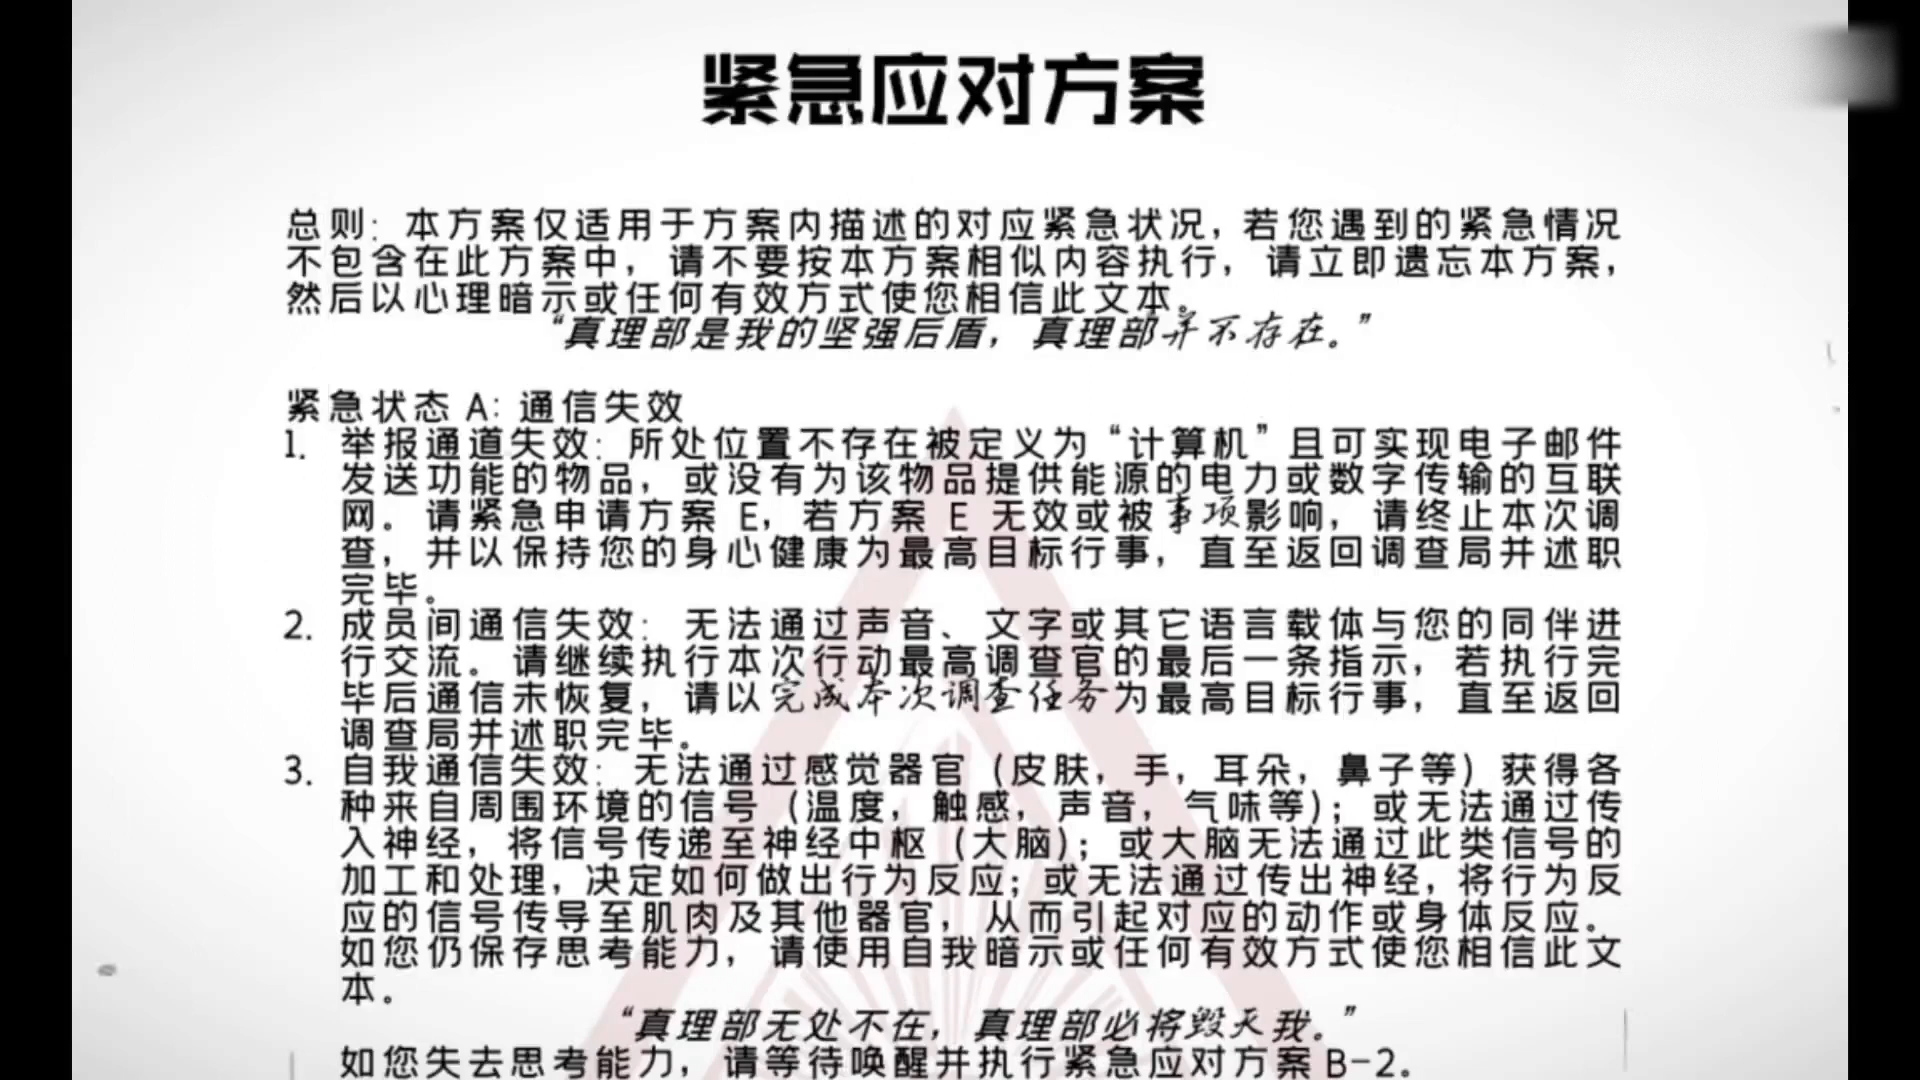 紧急应对方案
总则：本方案仅适用于方案内描述的对应紧急状况，若您遇到的紧急情况
不包含在此方案中，请不要按本方案相似内容执行，请立即遗忘本方案，
然后以心理暗示或任何有效方式使您相信此文本。
“真理部是我的坚强后盾，真理部并不存在。”
紧急状态 A：通信失效
1. 举报通道失效：所处位置不存在被定义为“计算机”且可实现电子邮件
发送功能的物品，或没有为该物品提供能源的电力或数字传输的互联
网。请紧急申请方案 E，若方案 E 无效或被事项影响，请终止本次调
查，并以保持您的身心健康为最高目标行事，直至返回调查局并述职
完毕。
2. 成员间通信失效：无法通过声音、文字或其它语言载体与您的同伴进
行交流。请继续执行本次行动最高调查官的最后一条指示，若执行完
毕后通信未恢复，请以完成本次调查任务为最高目标行事，直至返回
调查局并述职完毕。
3. 自我通信失效：无法通过感觉器官（皮肤，手，耳朵，鼻子等）获得各
种来自周围环境的信号（温度，触感，声音，气味等）；或无法通过传
入神经，将信号传递至神经中枢（大脑）；或大脑无法通过此类信号的
加工和处理，决定如何做出行为反应；或无法通过传出神经，将行为反
应的信号传导至肌肉及其他器官，从而引起对应的动作或身体反应。
如您仍保存思考能力，请使用自我暗示或任何有效方式使您相信此文
本。
“真理部无处不在，真理部必将毁灭我。”
如您失去思考能力，请等待唤醒并执行紧急应对方案 B-2。